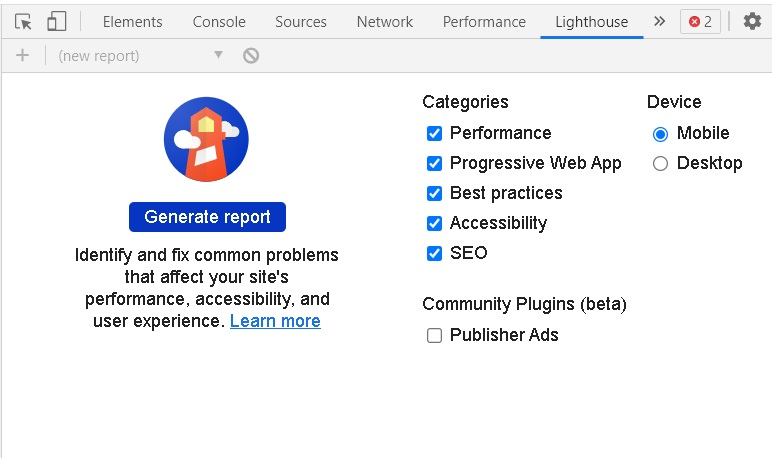 Elements Console Sources Network Performance Lighthouse 2
(new report)
Categories
Device
Performance
Mobile
Progressive Web App
Desktop
Best practices
Accessibility
SEO
Generate report
Identify and fix common problems
that affect your site's
performance, accessibility, and
user experience. Learn more
Community Plugins (beta)
Publisher Ads